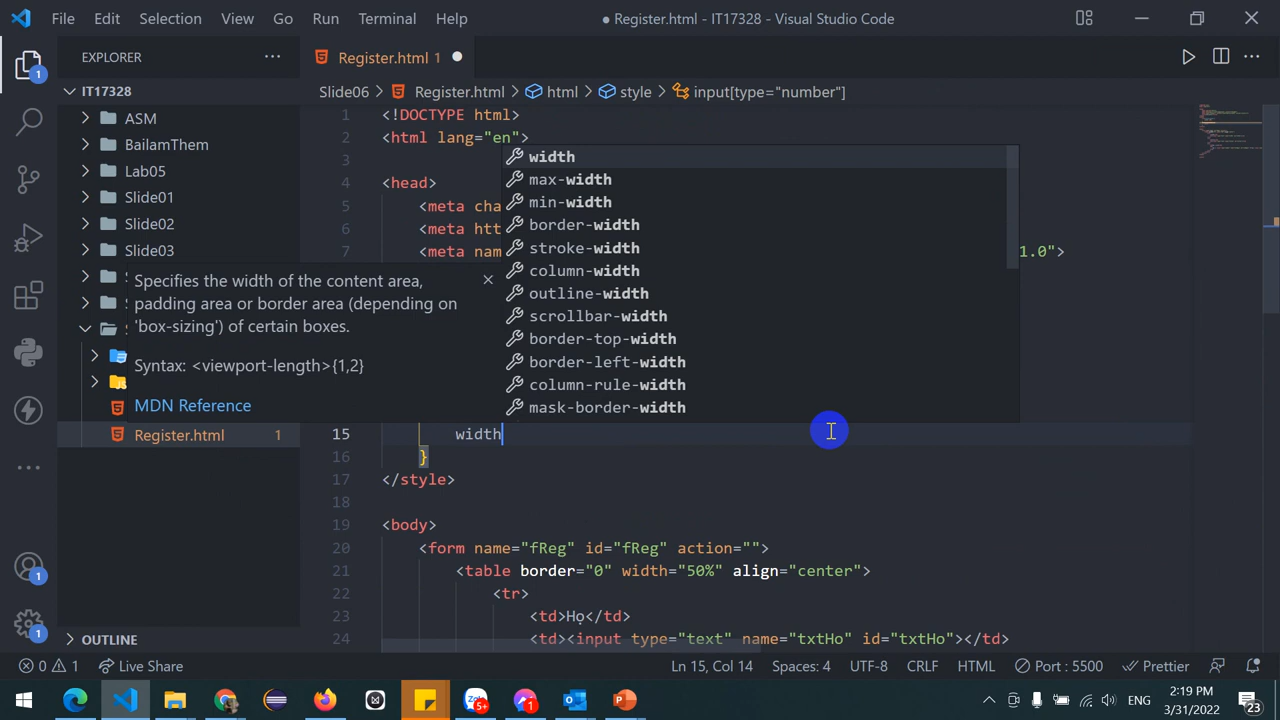 File Edit Selection View Go Run Terminal Help
● Register.html - IT17328 - Visual Studio Code
EXPLORER
Register.html 1
IT17328
Slide06 > Register.html > html > style > input[type="number"]
ASM
BailamThem
Lab05
Slide01
Slide02
Slide03
S
S
S
Register.html 1
OUTLINE
1 <!DOCTYPE html>
2 <html lang="en">
3
4 <head>
5 <meta cha
6 <meta htt
7 <meta nam 1.0">
width
max-width
min-width
border-width
stroke-width
column-width
outline-width
scrollbar-width
border-top-width
border-left-width
column-rule-width
mask-border-width
Specifies the width of the content area,
padding area or border area (depending on
'box-sizing') of certain boxes.
Syntax: <viewport-length>{1,2}
MDN Reference
15 width
16 }
17 </style>
18
19 <body>
20 <form name="fReg" id="fReg" action="">
21 <table border="0" width="50%" align="center">
22 <tr>
23 <td>Họ</td>
24 <td><input type="text" name="txtHo" id="txtHo"></td>
1
1
1
0 1 Live Share
Ln 15, Col 14 Spaces: 4 UTF-8 CRLF HTML Port : 5500 Prettier
5+
1
ENG
2:19 PM
3/31/2022
23